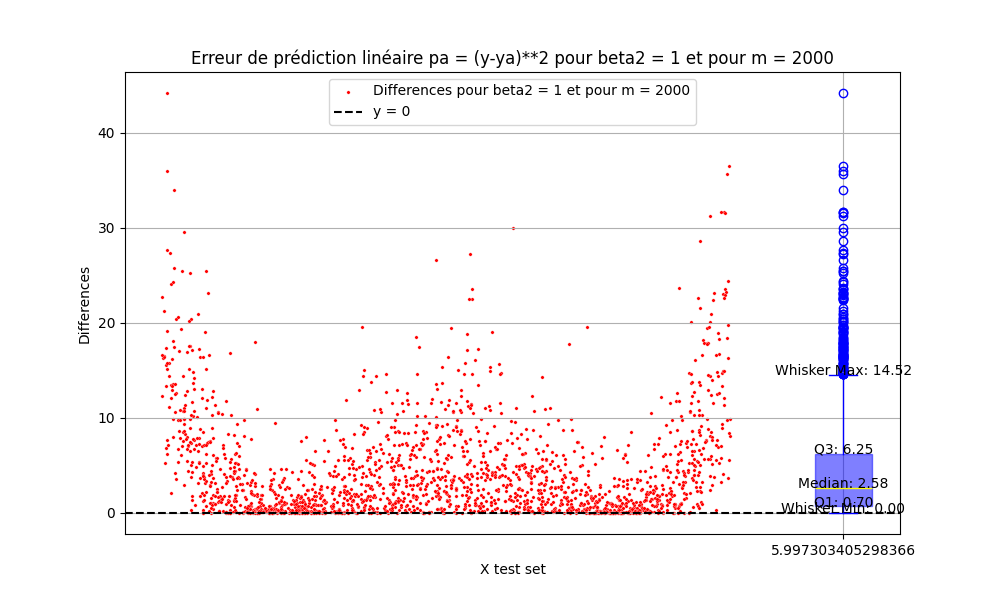 Erreur de prédiction linéaire pa = (y-ya)**2 pour beta2 = 1 et pour m = 2000
Differences pour beta2 = 1 et pour m = 2000
y = 0
40
30
20
10
0
Differences
Whisker Max: 14.52
Q3: 6.25
Median: 2.58
Q1: 0.70
Whisker Min: 0.00
5.997303405298366
X test set